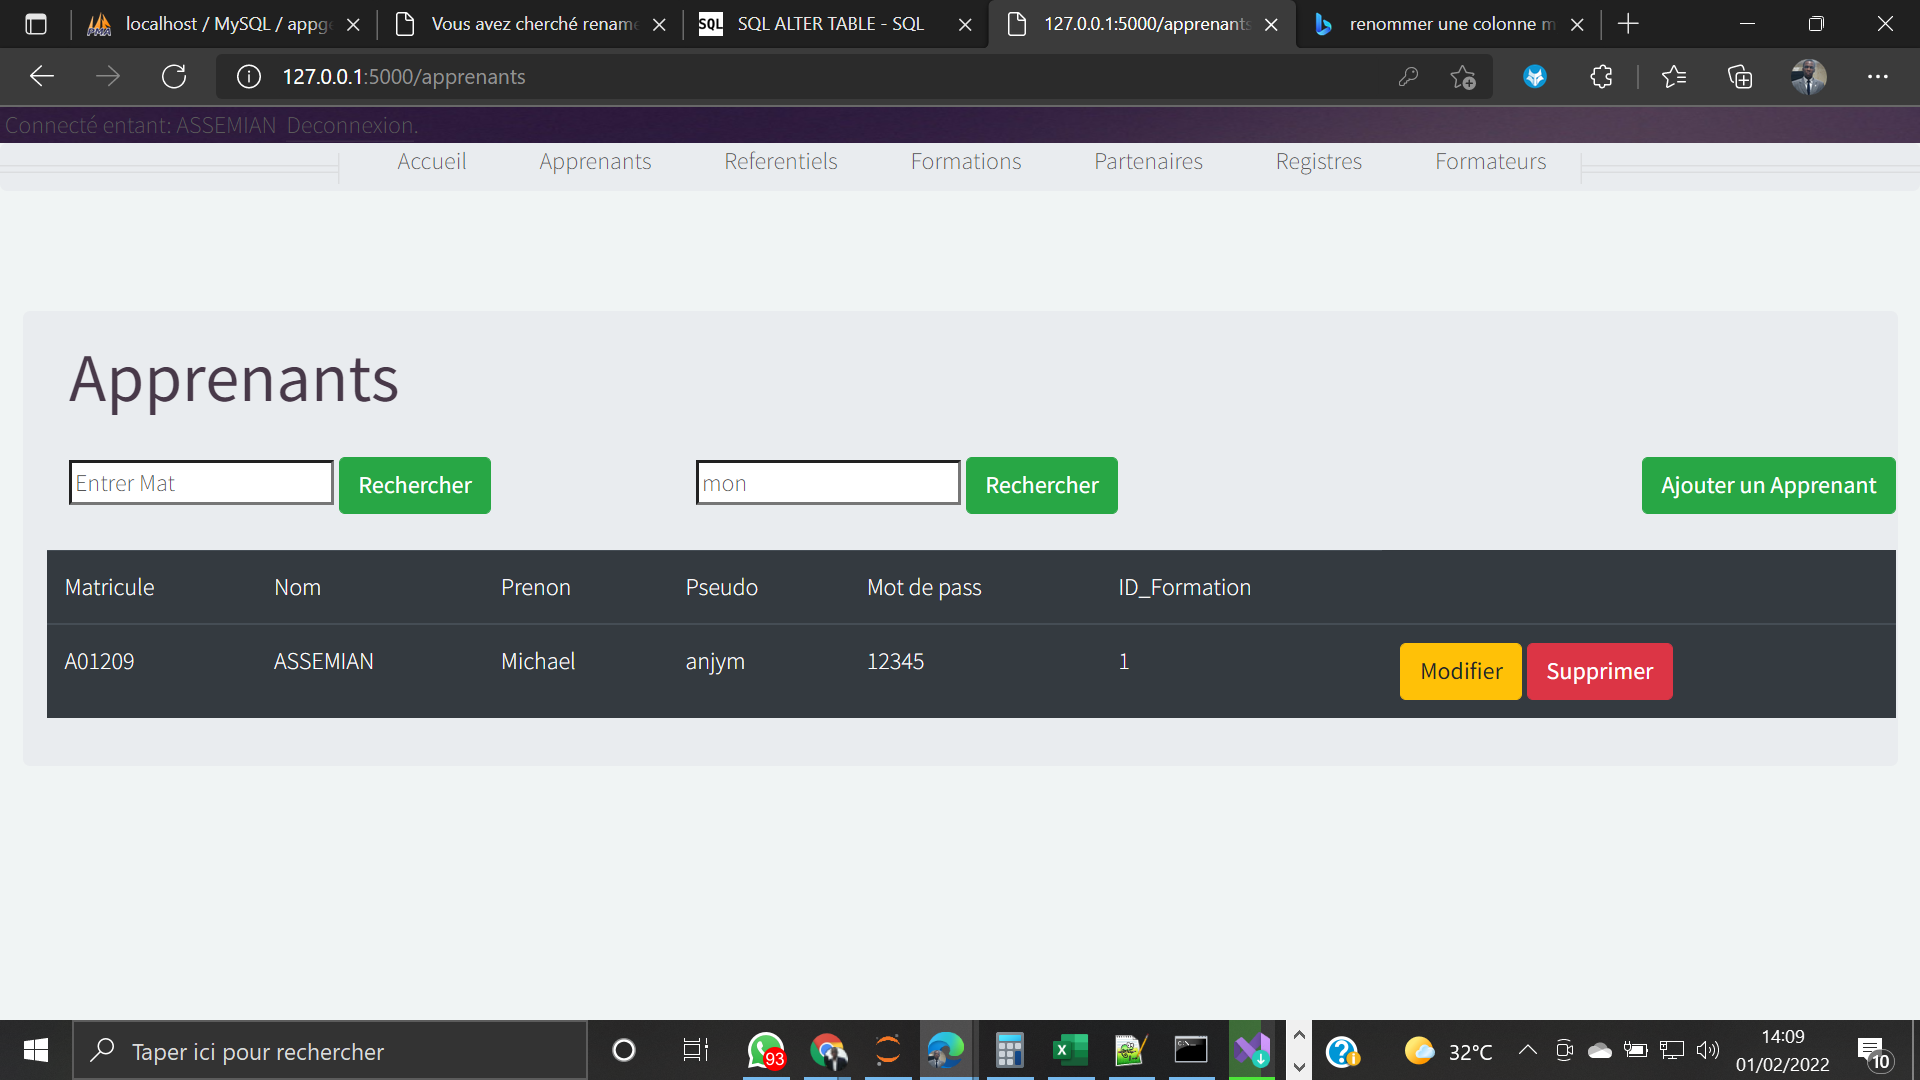 localhost / MySQL / appge
Vous avez cherché rename
SQL
SQL ALTER TABLE - SQL
127.0.0.1:5000/apprenants
renommer une colonne m
127.0.0.1:5000/apprenants
Connecté entant: ASSEMIAN Deconnexion.
Accueil Apprenants Referentiels Formations Partenaires Registres Formateurs
Apprenants
Entrer Mat Rechercher mon Rechercher Ajouter un Apprenant
Matricule Nom Prenon Pseudo Mot de pass ID_Formation
A01209 ASSEMIAN Michael anjym 12345 1 Modifier Supprimer
Taper ici pour rechercher
93
32°C
14:09
01/02/2022
10